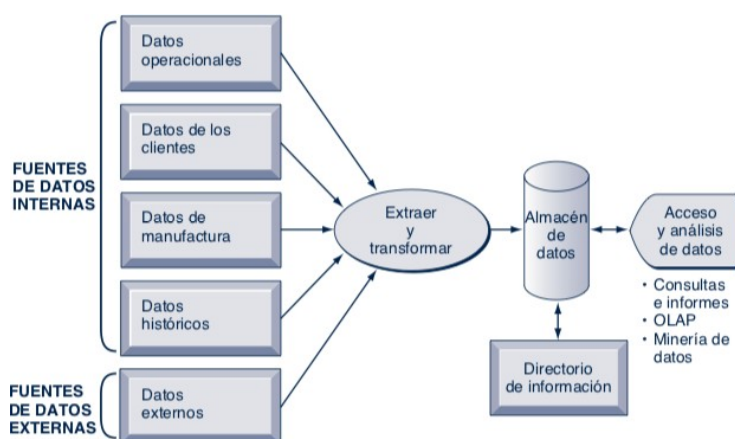 Datos
operacionales
Datos de los
clientes
FUENTES
DE DATOS
INTERNAS
Datos de
manufactura
Datos
históricos
FUENTES
DE DATOS
EXTERNAS
Datos
externos
Extraer
y
transformar
Almacén
de
datos
Directorio
de información
Acceso
y análisis
de datos
• Consultas
e informes
• OLAP
• Minería de
datos